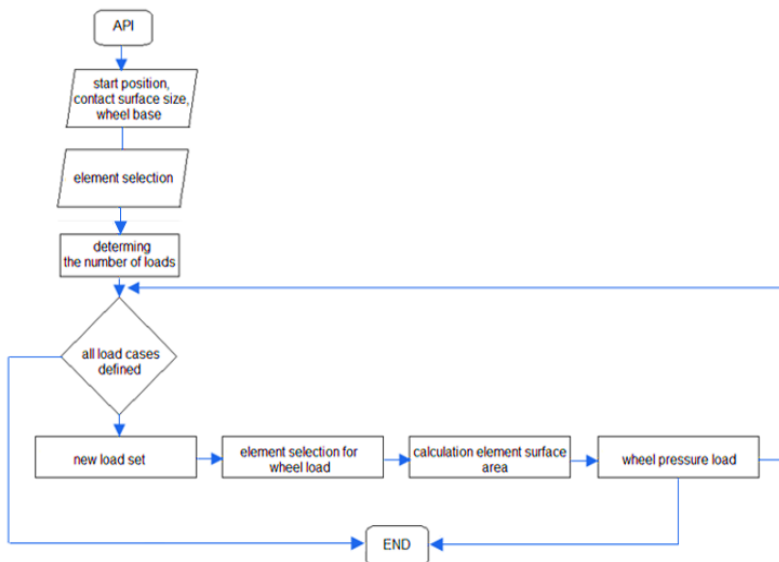 API
start position,
contact surface size,
wheel base
element selection
determing
the number of loads
all load cases
defined
new load set
element selection for
wheel load
calculation element surface
area
wheel pressure load
END